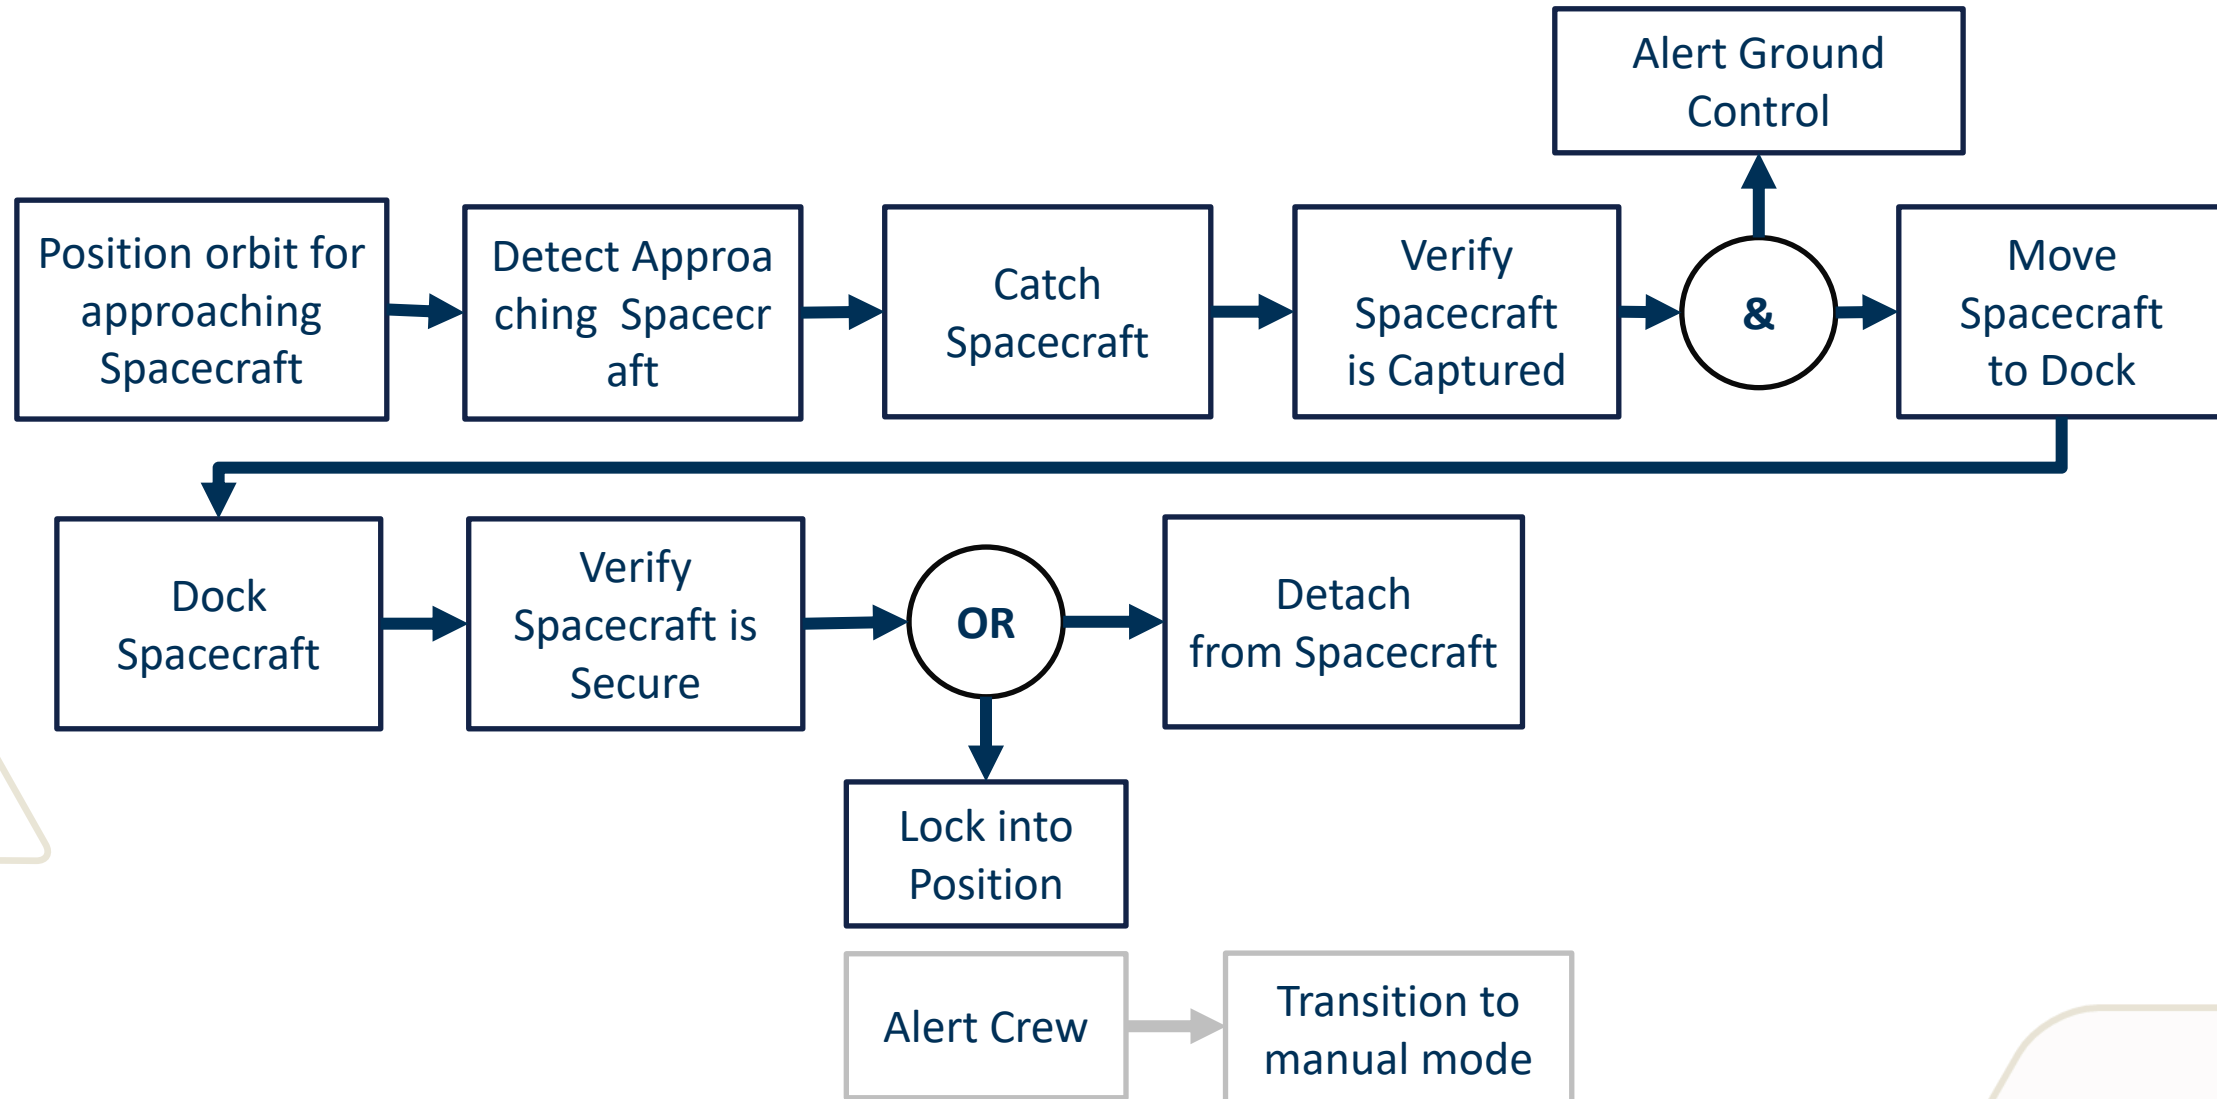 Alert Ground
Control
Position orbit for
approaching
Spacecraft
Detect Approa
ching  Spacecr
aft
Catch
Spacecraft
Verify
Spacecraft
is Captured
&
Move
Spacecraft
to Dock
Dock
Spacecraft
Verify
Spacecraft is
Secure
OR
Detach
from Spacecraft
Lock into
Position
Alert Crew
Transition to
manual mode